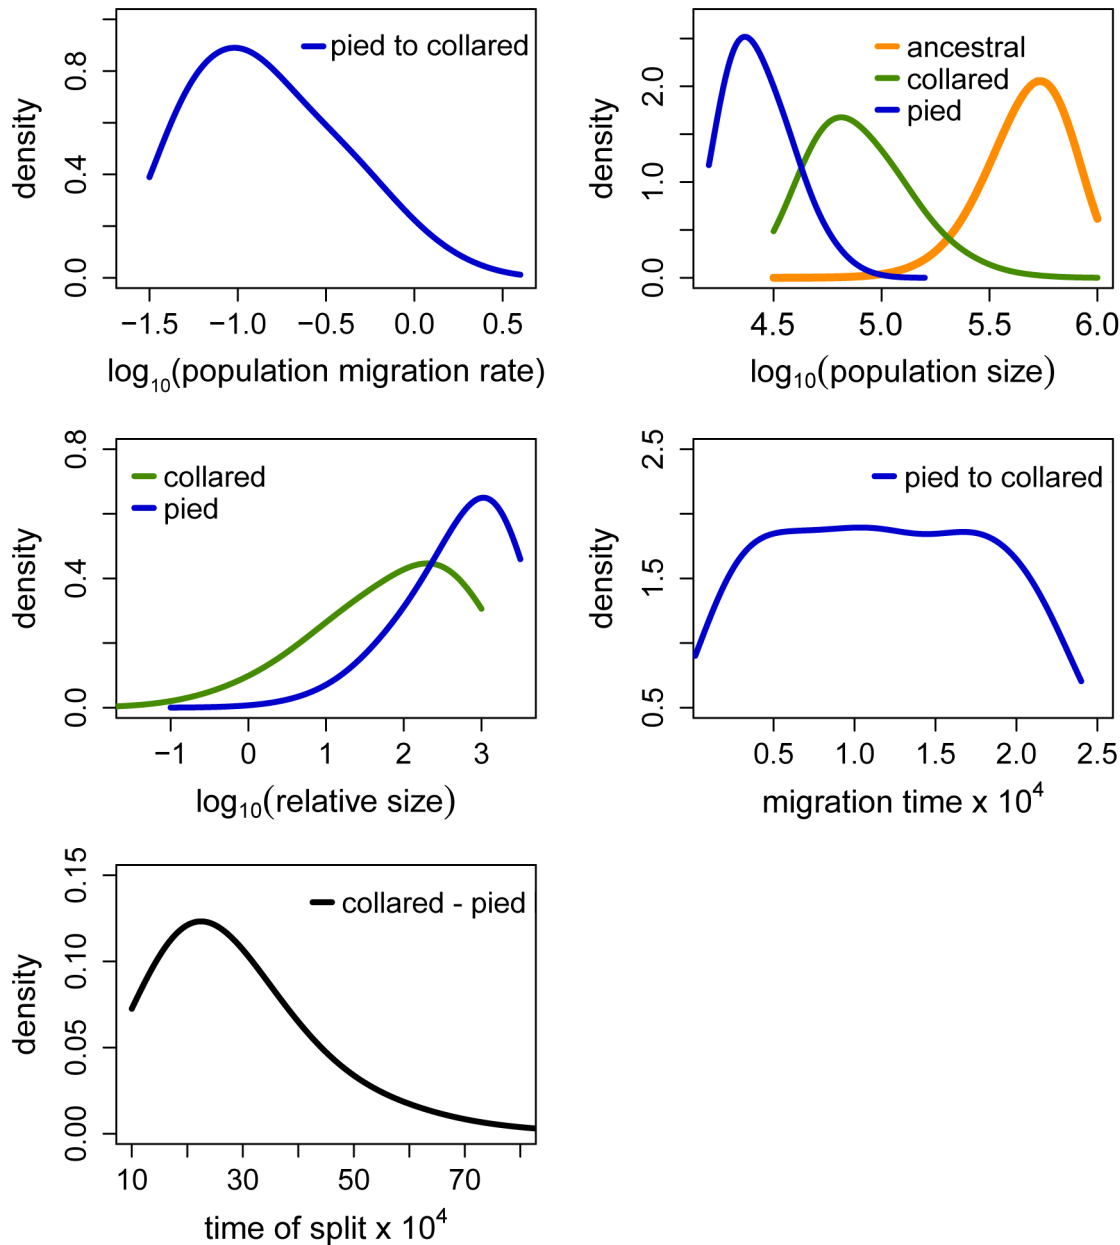 pied to collared
density
0.0 0.4 0.8
−1.5 −1.0 −0.5 0.0 0.5
log₁₀(population migration rate)
ancestral
collared
pied
density
0.0 1.0 2.0
4.5 5.0 5.5 6.0
log₁₀(population size)
collared
pied
density
0.0 0.4 0.8
−1 0 1 2 3
log₁₀(relative size)
pied to collared
density
0.5 1.5 2.5
0.5 1.0 1.5 2.0 2.5
migration time x 10⁴
collared - pied
density
0.00 0.05 0.10 0.15
10 30 50 70
time of split x 10⁴